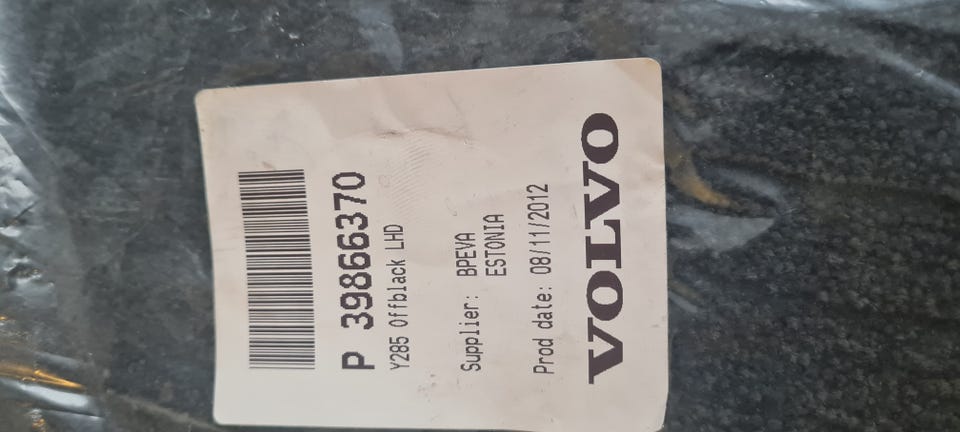 P 39866370
Y285 Offblack LHD
Supplier: BPEVA
ESTONIA
Prod date: 08/11/2012
VOLVO